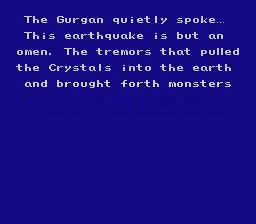 The Gurgan quietly spoke…
This earthquake is but an
omen. The tremors that pulled
the Crystals into the earth
and brought forth monsters